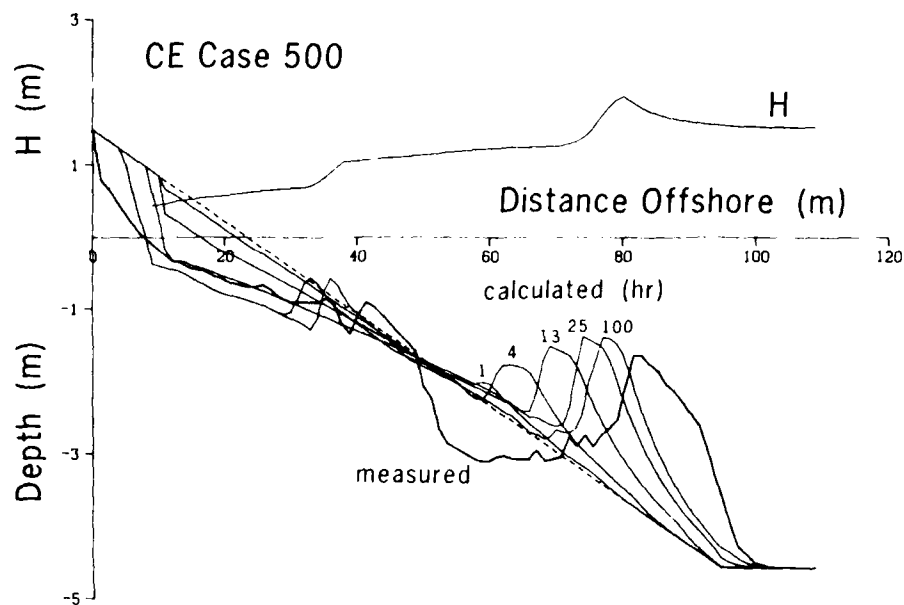 3
CE Case 500
H (m)
H
1
Distance Offshore (m)
0
20
40
60
80
100
120
calculated (hr)
-1
1
4
13
25
100
Depth (m)
-3
measured
-5